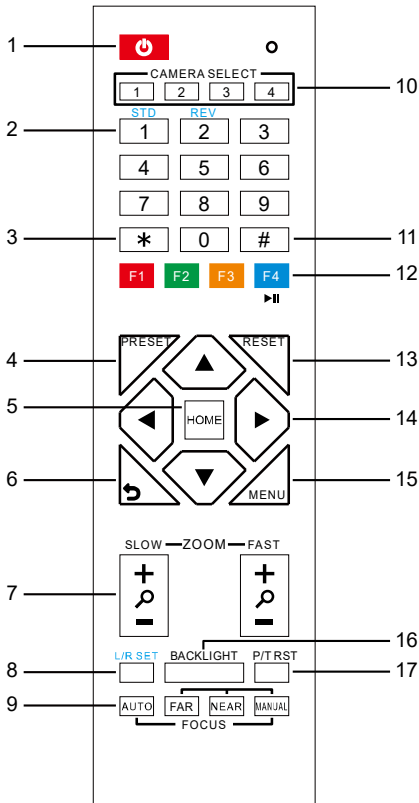 1
CAMERA SELECT
1 2 3 4
10
STD REV
2
1 2 3
4 5 6
7 8 9
3
* 0 #
11
F1 F2 F3 F4
12
PRESET RESET
4
13
5
HOME
14
6
MENU
15
SLOW ZOOM FAST
+ +
7
− −
16
L/R SET BACKLIGHT P/T RST
8
17
9
AUTO FAR NEAR MANUAL
FOCUS